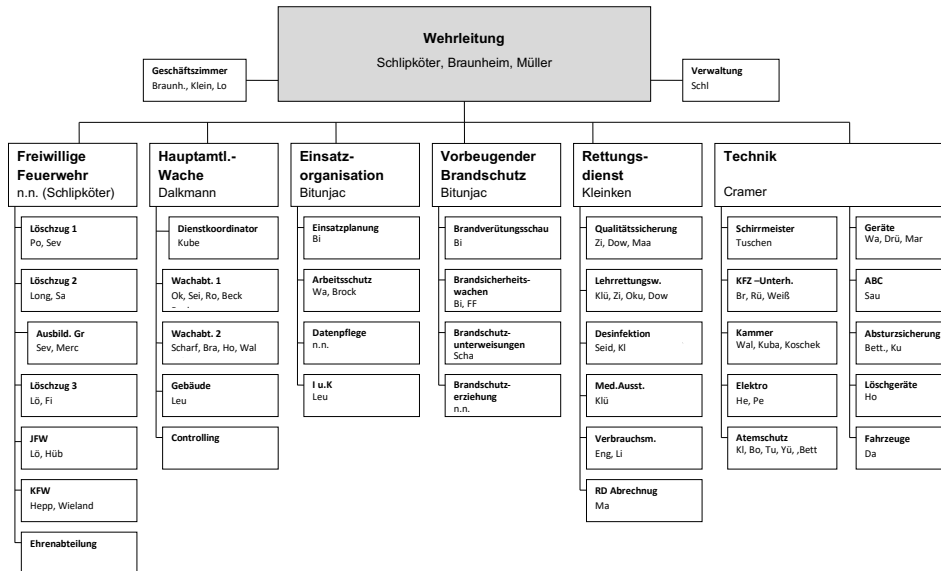 Wehrleitung
Schlipköter, Braunheim, Müller
Geschäftszimmer
Braunh., Klein, Lo
Verwaltung
Schl
Freiwillige
Feuerwehr
n.n. (Schlipköter)
Löschzug 1
Po, Sev
Löschzug 2
Long, Sa
Ausbild. Gr
Sev, Merc
Löschzug 3
Lö, Fi
JFW
Lö, Hüb
KFW
Hepp, Wieland
Ehrenabteilung
Hauptamtl.-
Wache
Dalkmann
Dienstkoordinator
Kube
Wachabt. 1
Ok, Sei, Ro, Beck
Wachabt. 2
Scharf, Bra, Ho, Wal
Gebäude
Leu
Controlling
Einsatz-
organisation
Bitunjac
Einsatzplanung
Bi
Arbeitsschutz
Wa, Brock
Datenpflege
n.n.
I u.K
Leu
Vorbeugender
Brandschutz
Bitunjac
Brandverütungsschau
Bi
Brandsicherheits-
wachen
Bi, FF
Brandschutz-
unterweisungen
Scha
Brandschutz-
erziehung
n.n.
Rettungs-
dienst
Kleinken
Qualitätssicherung
Zi, Dow, Maa
Lehrrettungsw.
Klü, Zi, Oku, Dow
Desinfektion
Seid, Kl
Med.Ausst.
Klü
Verbrauchsm.
Eng, Li
RD Abrechnug
Ma
Technik
Cramer
Schirrmeister
Tuschen
KFZ –Unterh.
Br, Rü, Weiß
Kammer
Wal, Kuba, Koschek
Elektro
He, Pe
Atemschutz
Kl, Bo, Tu, Yü, ,Bett
Geräte
Wa, Drü, Mar
ABC
Sau
Absturzsicherung
Bett., Ku
Löschgeräte
Ho
Fahrzeuge
Da